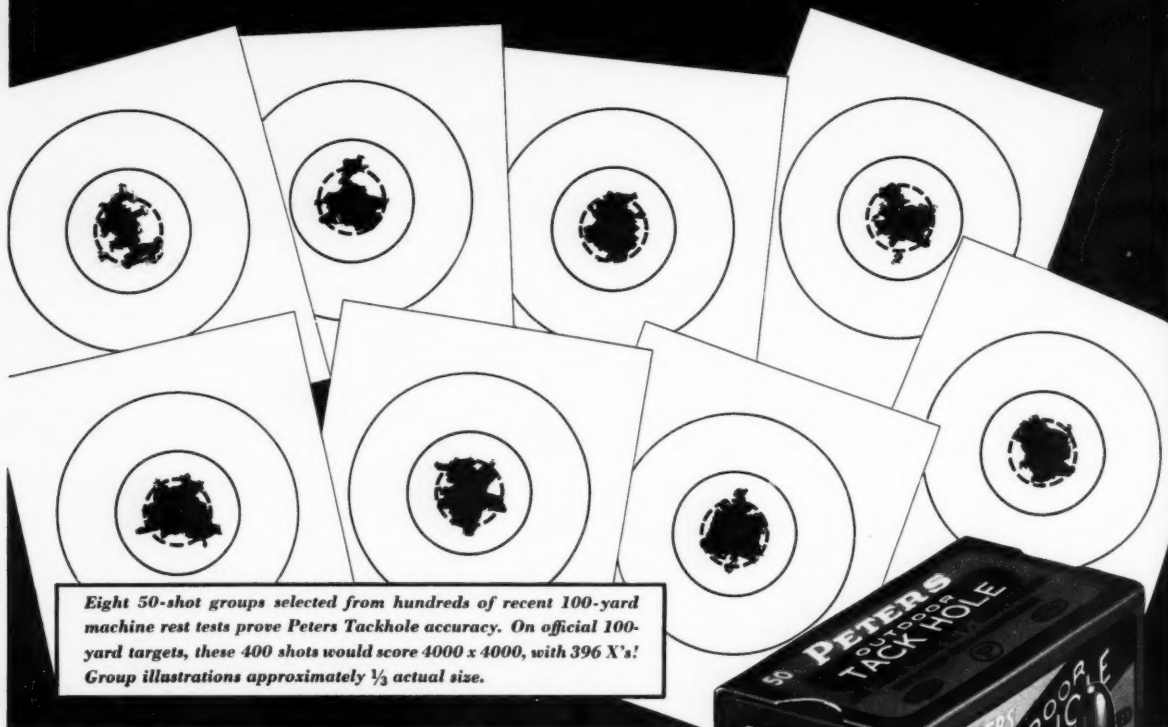 Eight 50-shot groups selected from hundreds of recent 100-yard
machine rest tests prove Peters Tackhole accuracy. On official 100-
yard targets, these 400 shots would score 4000 x 4000, with 396 X's!
Group illustrations approximately ⅓ actual size.
50 PETERS
OUTDOOR
TACK HOLE